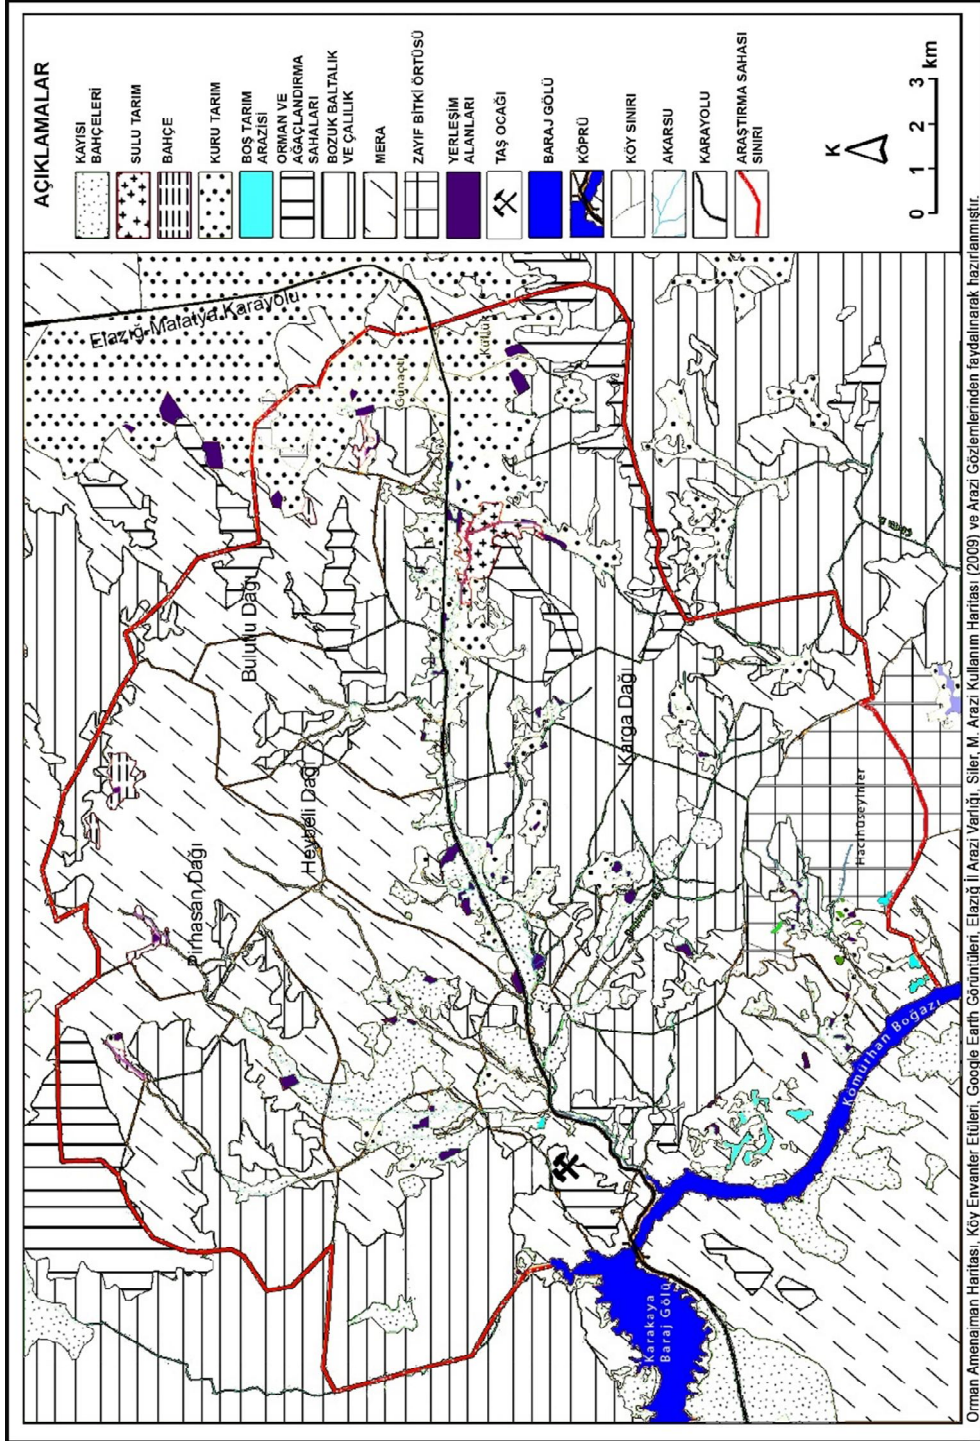 AÇIKLAMALAR
KAYISI
BAHÇELERİ
SULU TARIM
BAHÇE
KURU TARIM
BOŞ TARIM
ARAZİSİ
ORMAN VE
AĞAÇLANDIRMA
SAHALARI
BOZUK BALTALIK
VE ÇALILIK
MERA
ZAYIF BİTKİ ÖRTÜSÜ
YERLEŞİM
ALANLARI
TAŞ OCAĞI
BARAJ GÖLÜ
KÖPRÜ
KÖY SINIRI
AKARSU
KARAYOLU
ARAŞTIRMA SAHASI
SINIRI
K
0 1 2 3 km
Elazığ-Malatya Karayolu
Günaçtı
Kıllük
Bulutlu Dağı
Heybeli Dağı
Pirhasan Dağı
Karga Dağı
Hacıhüseyinler
Kömürhan Boğazı
Karakaya
Baraj Gölü
Orman Amenajman Haritası, Köy Envanter Etüleri, Google Earth Görüntüleri, Elazığ İl Arazi Varlığı, Siler, M. Arazi Kullanım Haritası (2009) ve Arazi Gözlemlerinden faydalınarak hazırlanmıştır.